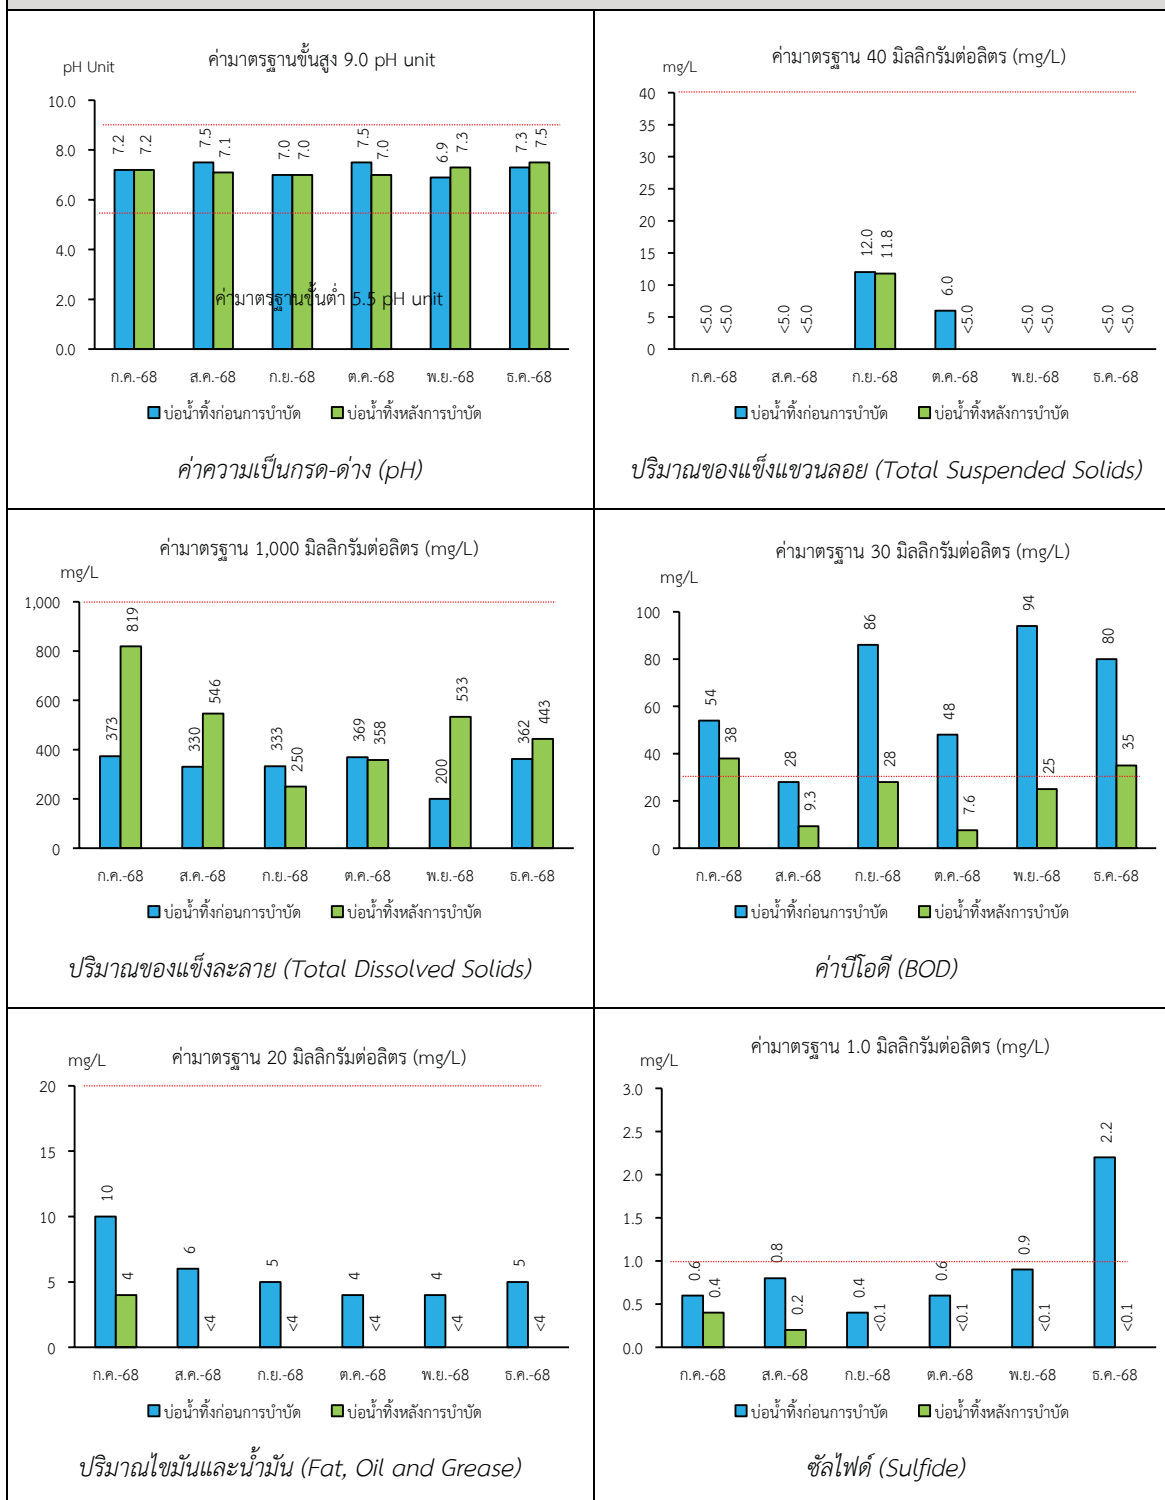 ค่ามาตรฐานขั้นสูง 9.0 pH unit
pH Unit
10.0
8.0
6.0
4.0
2.0
0.0
7.2 7.2 7.5 7.1 7.0 7.0 7.5 7.0 6.9 7.3 7.3 7.5
ค่ามาตรฐานขั้นต่ำ 5.5 pH unit
ก.ค.-68 ส.ค.-68 ก.ย.-68 ต.ค.-68 พ.ย.-68 ธ.ค.-68
บ่อน้ำทิ้งก่อนการบำบัด บ่อน้ำทิ้งหลังการบำบัด
ค่าความเป็นกรด-ด่าง (pH)
ค่ามาตรฐาน 40 มิลลิกรัมต่อลิตร (mg/L)
mg/L
40
35
30
25
20
15
10
5
0
<5.0 <5.0 <5.0 <5.0 12.0 11.8 6.0 <5.0 <5.0 <5.0 <5.0 <5.0
ก.ค.-68 ส.ค.-68 ก.ย.-68 ต.ค.-68 พ.ย.-68 ธ.ค.-68
บ่อน้ำทิ้งก่อนการบำบัด บ่อน้ำทิ้งหลังการบำบัด
ปริมาณของแข็งแขวนลอย (Total Suspended Solids)
ค่ามาตรฐาน 1,000 มิลลิกรัมต่อลิตร (mg/L)
mg/L
1,000
800
600
400
200
0
373 819 330 546 333 250 369 358 200 533 362 443
ก.ค.-68 ส.ค.-68 ก.ย.-68 ต.ค.-68 พ.ย.-68 ธ.ค.-68
บ่อน้ำทิ้งก่อนการบำบัด บ่อน้ำทิ้งหลังการบำบัด
ปริมาณของแข็งละลาย (Total Dissolved Solids)
ค่ามาตรฐาน 30 มิลลิกรัมต่อลิตร (mg/L)
mg/L
100
80
60
40
20
0
54 38 28 9.3 86 28 48 7.6 94 25 80 35
ก.ค.-68 ส.ค.-68 ก.ย.-68 ต.ค.-68 พ.ย.-68 ธ.ค.-68
บ่อน้ำทิ้งก่อนการบำบัด บ่อน้ำทิ้งหลังการบำบัด
ค่าบีโอดี (BOD)
ค่ามาตรฐาน 20 มิลลิกรัมต่อลิตร (mg/L)
mg/L
20
15
10
5
0
10 4 6 <4 5 <4 4 <4 4 <4 5 <4
ก.ค.-68 ส.ค.-68 ก.ย.-68 ต.ค.-68 พ.ย.-68 ธ.ค.-68
บ่อน้ำทิ้งก่อนการบำบัด บ่อน้ำทิ้งหลังการบำบัด
ปริมาณไขมันและน้ำมัน (Fat, Oil and Grease)
ค่ามาตรฐาน 1.0 มิลลิกรัมต่อลิตร (mg/L)
mg/L
3.0
2.5
2.0
1.5
1.0
0.5
0.0
0.6 0.4 0.8 0.2 0.4 <0.1 0.6 <0.1 0.9 <0.1 2.2 <0.1
ก.ค.-68 ส.ค.-68 ก.ย.-68 ต.ค.-68 พ.ย.-68 ธ.ค.-68
บ่อน้ำทิ้งก่อนการบำบัด บ่อน้ำทิ้งหลังการบำบัด
ซัลไฟด์ (Sulfide)